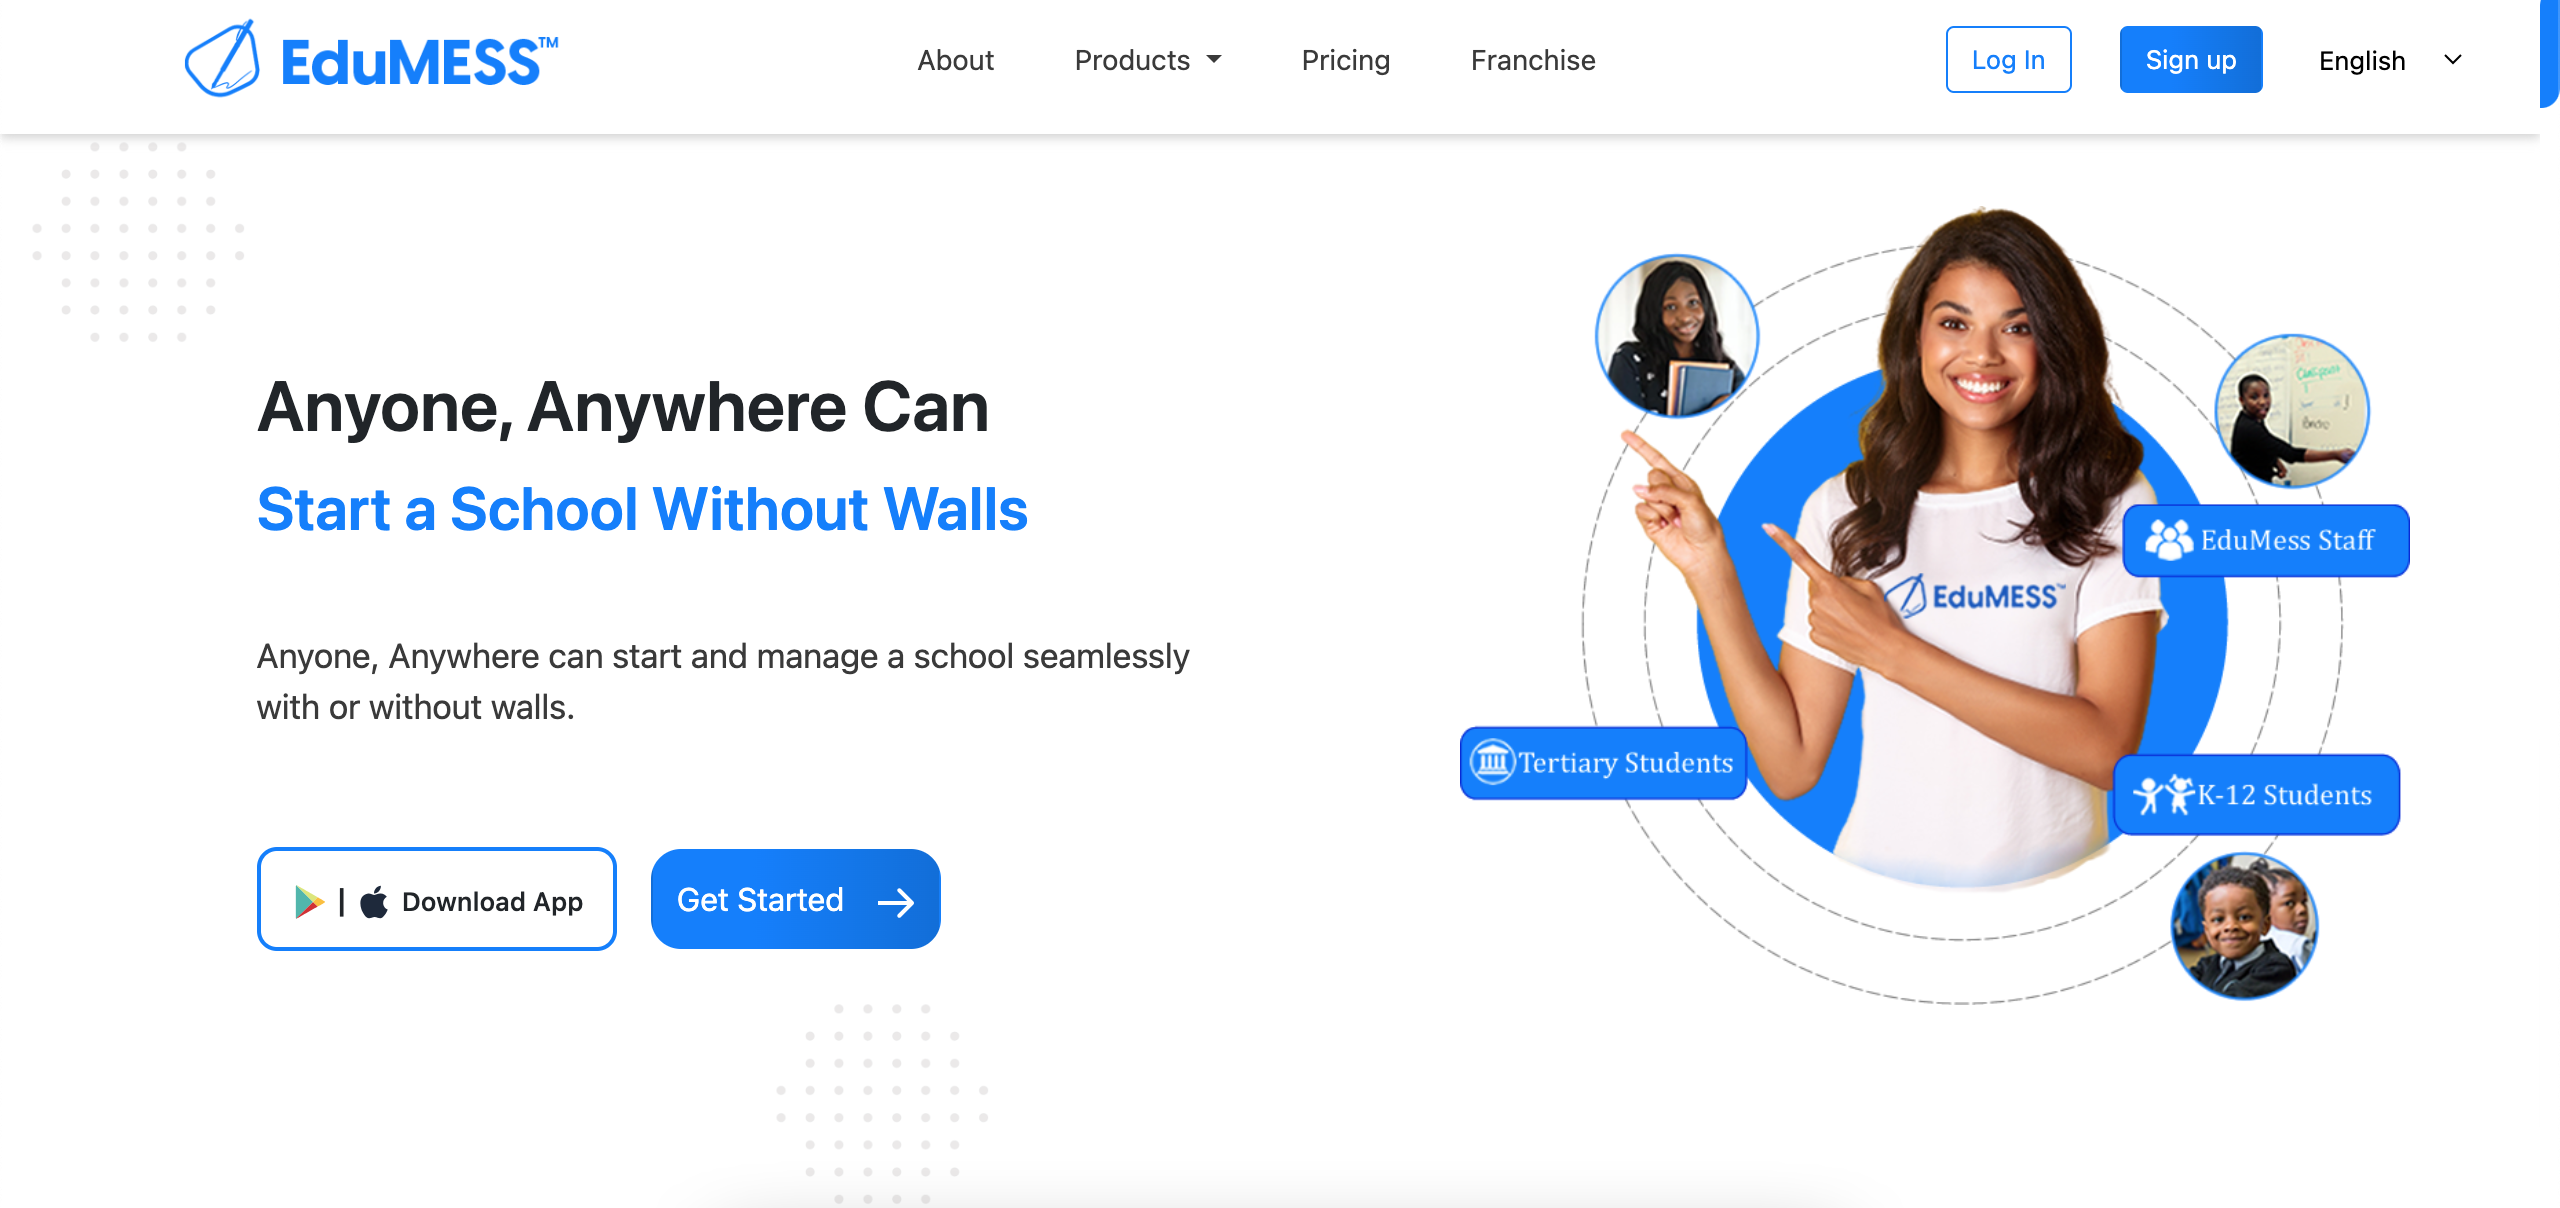 EduMESS™
About
Products
Pricing
Franchise
Log In
Sign up
English
Anyone, Anywhere Can
Start a School Without Walls
Anyone, Anywhere can start and manage a school seamlessly
with or without walls.
Download App
Get Started
EduMess Staff
EduMESS™
Tertiary Students
K-12 Students